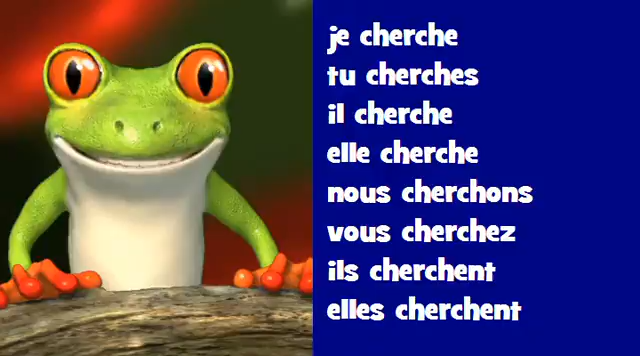 je cherche
tu cherches
il cherche
elle cherche
nous cherchons
vous cherchez
ils cherchent
elles cherchent